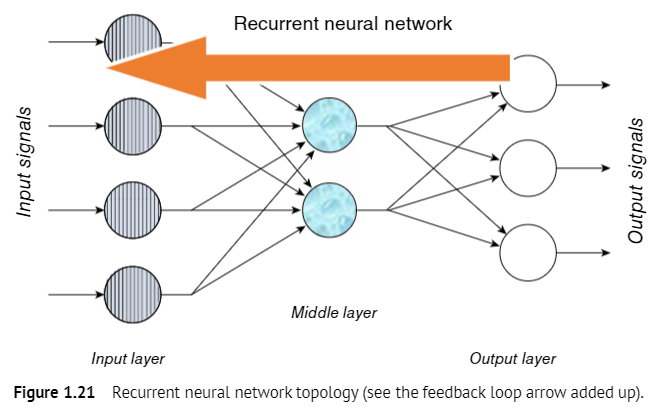 Recurrent neural network
Input signals
Output signals
Middle layer
Input layer
Output layer
Figure 1.21 Recurrent neural network topology (see the feedback loop arrow added up).